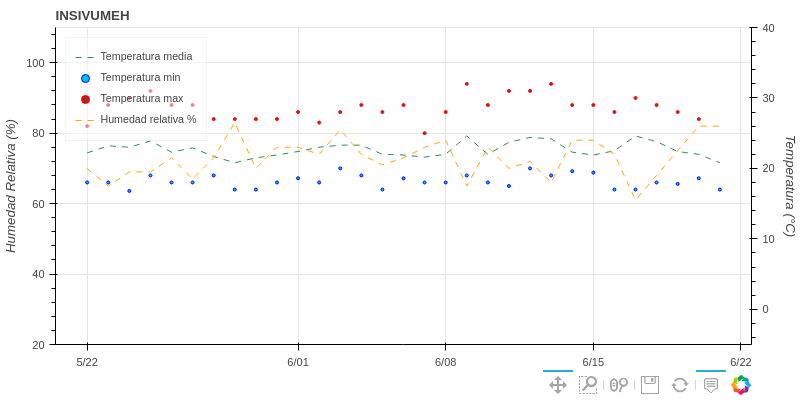 INSIVUMEH
Temperatura media
Temperatura min
Temperatura max
Humedad relativa %
Humedad Relativa (%)
100
80
60
40
20
Temperatura (°C)
40
30
20
10
0
5/22
6/01
6/08
6/15
6/22